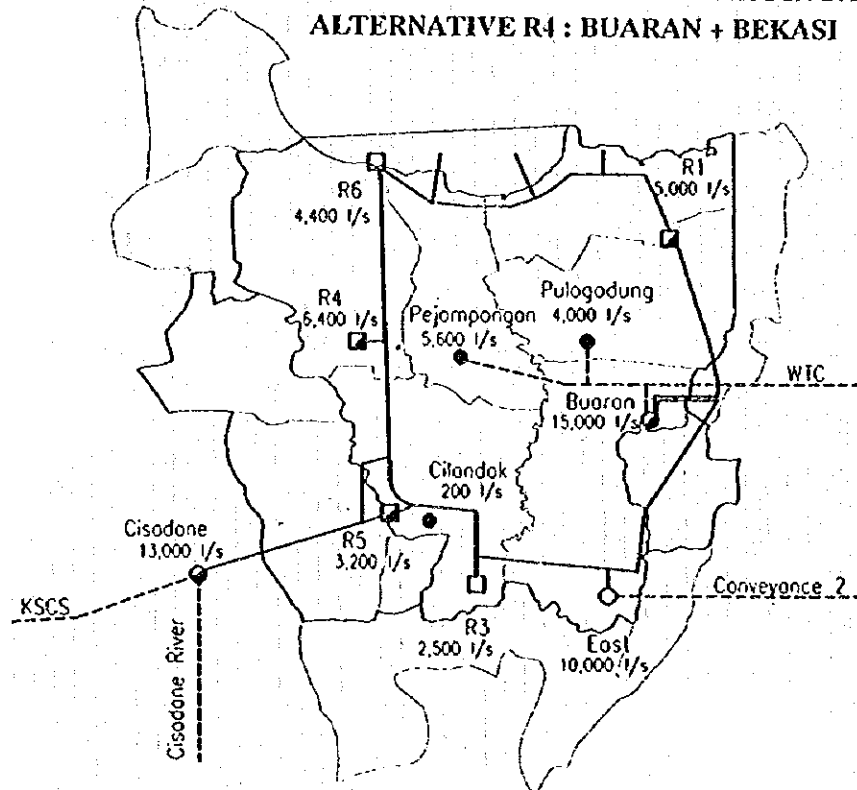 ALTERNATIVE R4 : BUARAN + BEKASI
R1
5,000 l/s
R6
4,400 l/s
R4
6,400 l/s
Pejompongan
5,600 l/s
Pulogodung
4,000 l/s
WTC
Buaran
15,000 l/s
Cilandak
200 l/s
Cisadane
13,000 l/s
R5
3,200 l/s
KSCS
Conveyance 2
R3
2,500 l/s
East
10,000 l/s
Cisadane River